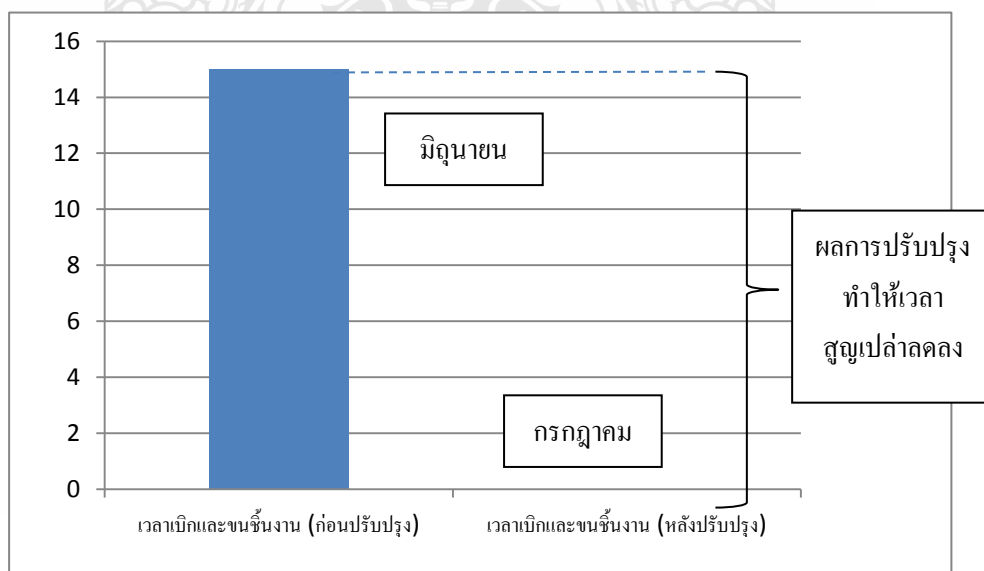 16
14
12
10
8
6
4
2
0
มิถุนายน
กรกฎาคม
ผลการปรับปรุง
ทำให้เวลา
สูญเปล่าลดลง
เวลาเบิกและขนชิ้นงาน (ก่อนปรับปรุง)
เวลาเบิกและขนชิ้นงาน (หลังปรับปรุง)